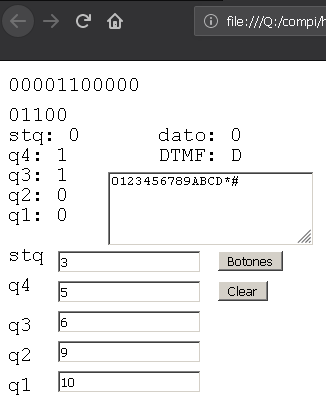 file:///Q:/compi/h
00001100000
01100
stq: 0 dato: 0
q4: 1 DTMF: D
q3: 1
0123456789ABCD*#
q2: 0
q1: 0
stq 3 Botones
q4 5 Clear
q3 6
q2 9
q1 10